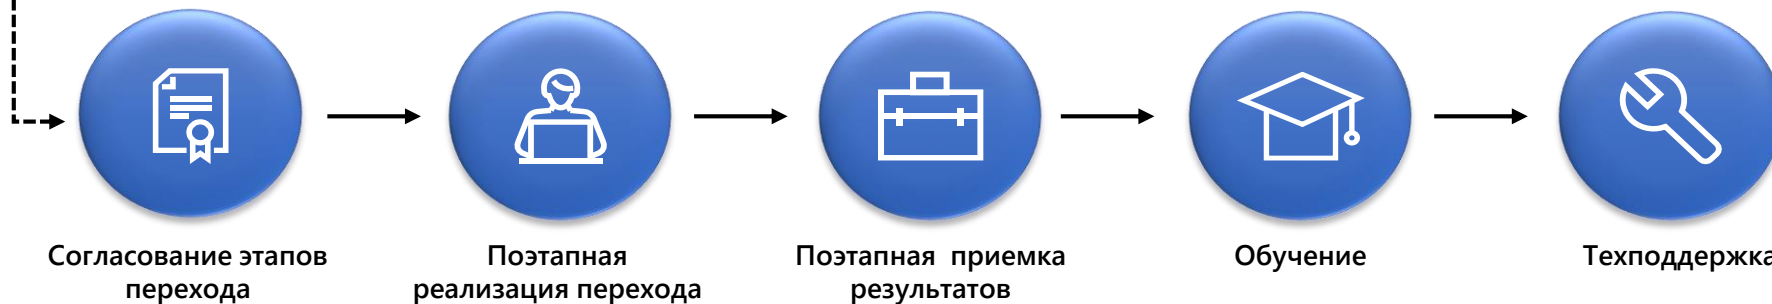 Согласование этапов
перехода
Поэтапная
реализация перехода
Поэтапная приемка
результатов
Обучение
Техподдержка